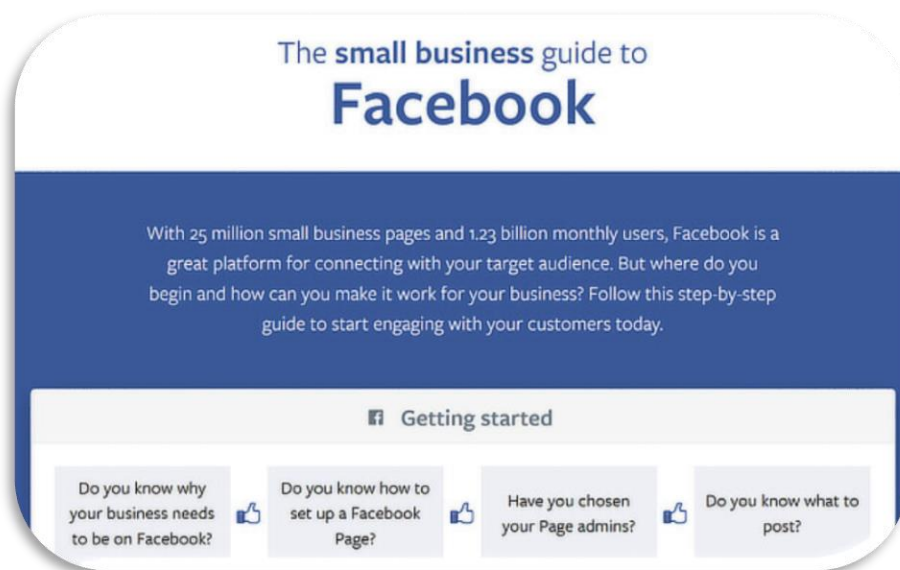 The small business guide to
Facebook
With 25 million small business pages and 1.23 billion monthly users, Facebook is a
great platform for connecting with your target audience. But where do you
begin and how can you make it work for your business? Follow this step-by-step
guide to start engaging with your customers today.
Getting started
Do you know why
your business needs
to be on Facebook?
Do you know how to
set up a Facebook
Page?
Have you chosen
your Page admins?
Do you know what to
post?